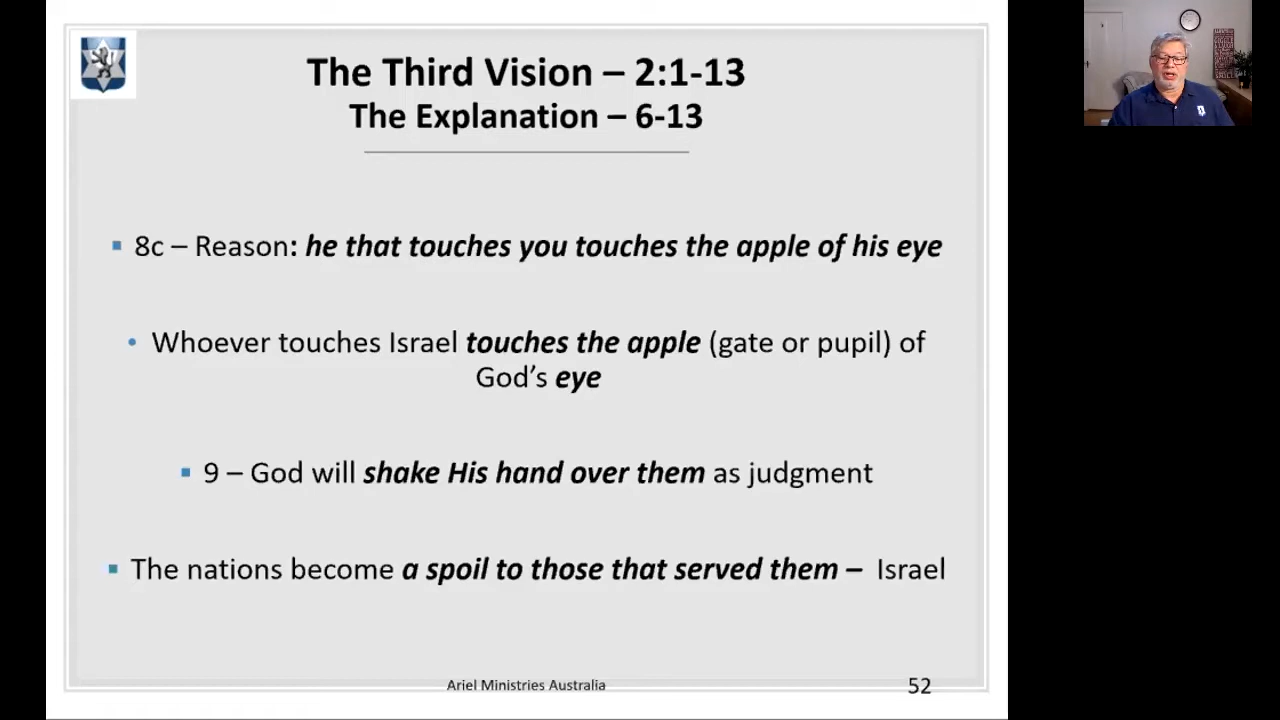 The Third Vision – 2:1-13
The Explanation – 6-13
▪ 8c – Reason: he that touches you touches the apple of his eye
• Whoever touches Israel touches the apple (gate or pupil) of
God’s eye
▪ 9 – God will shake His hand over them as judgment
▪ The nations become a spoil to those that served them – Israel
Ariel Ministries Australia
52